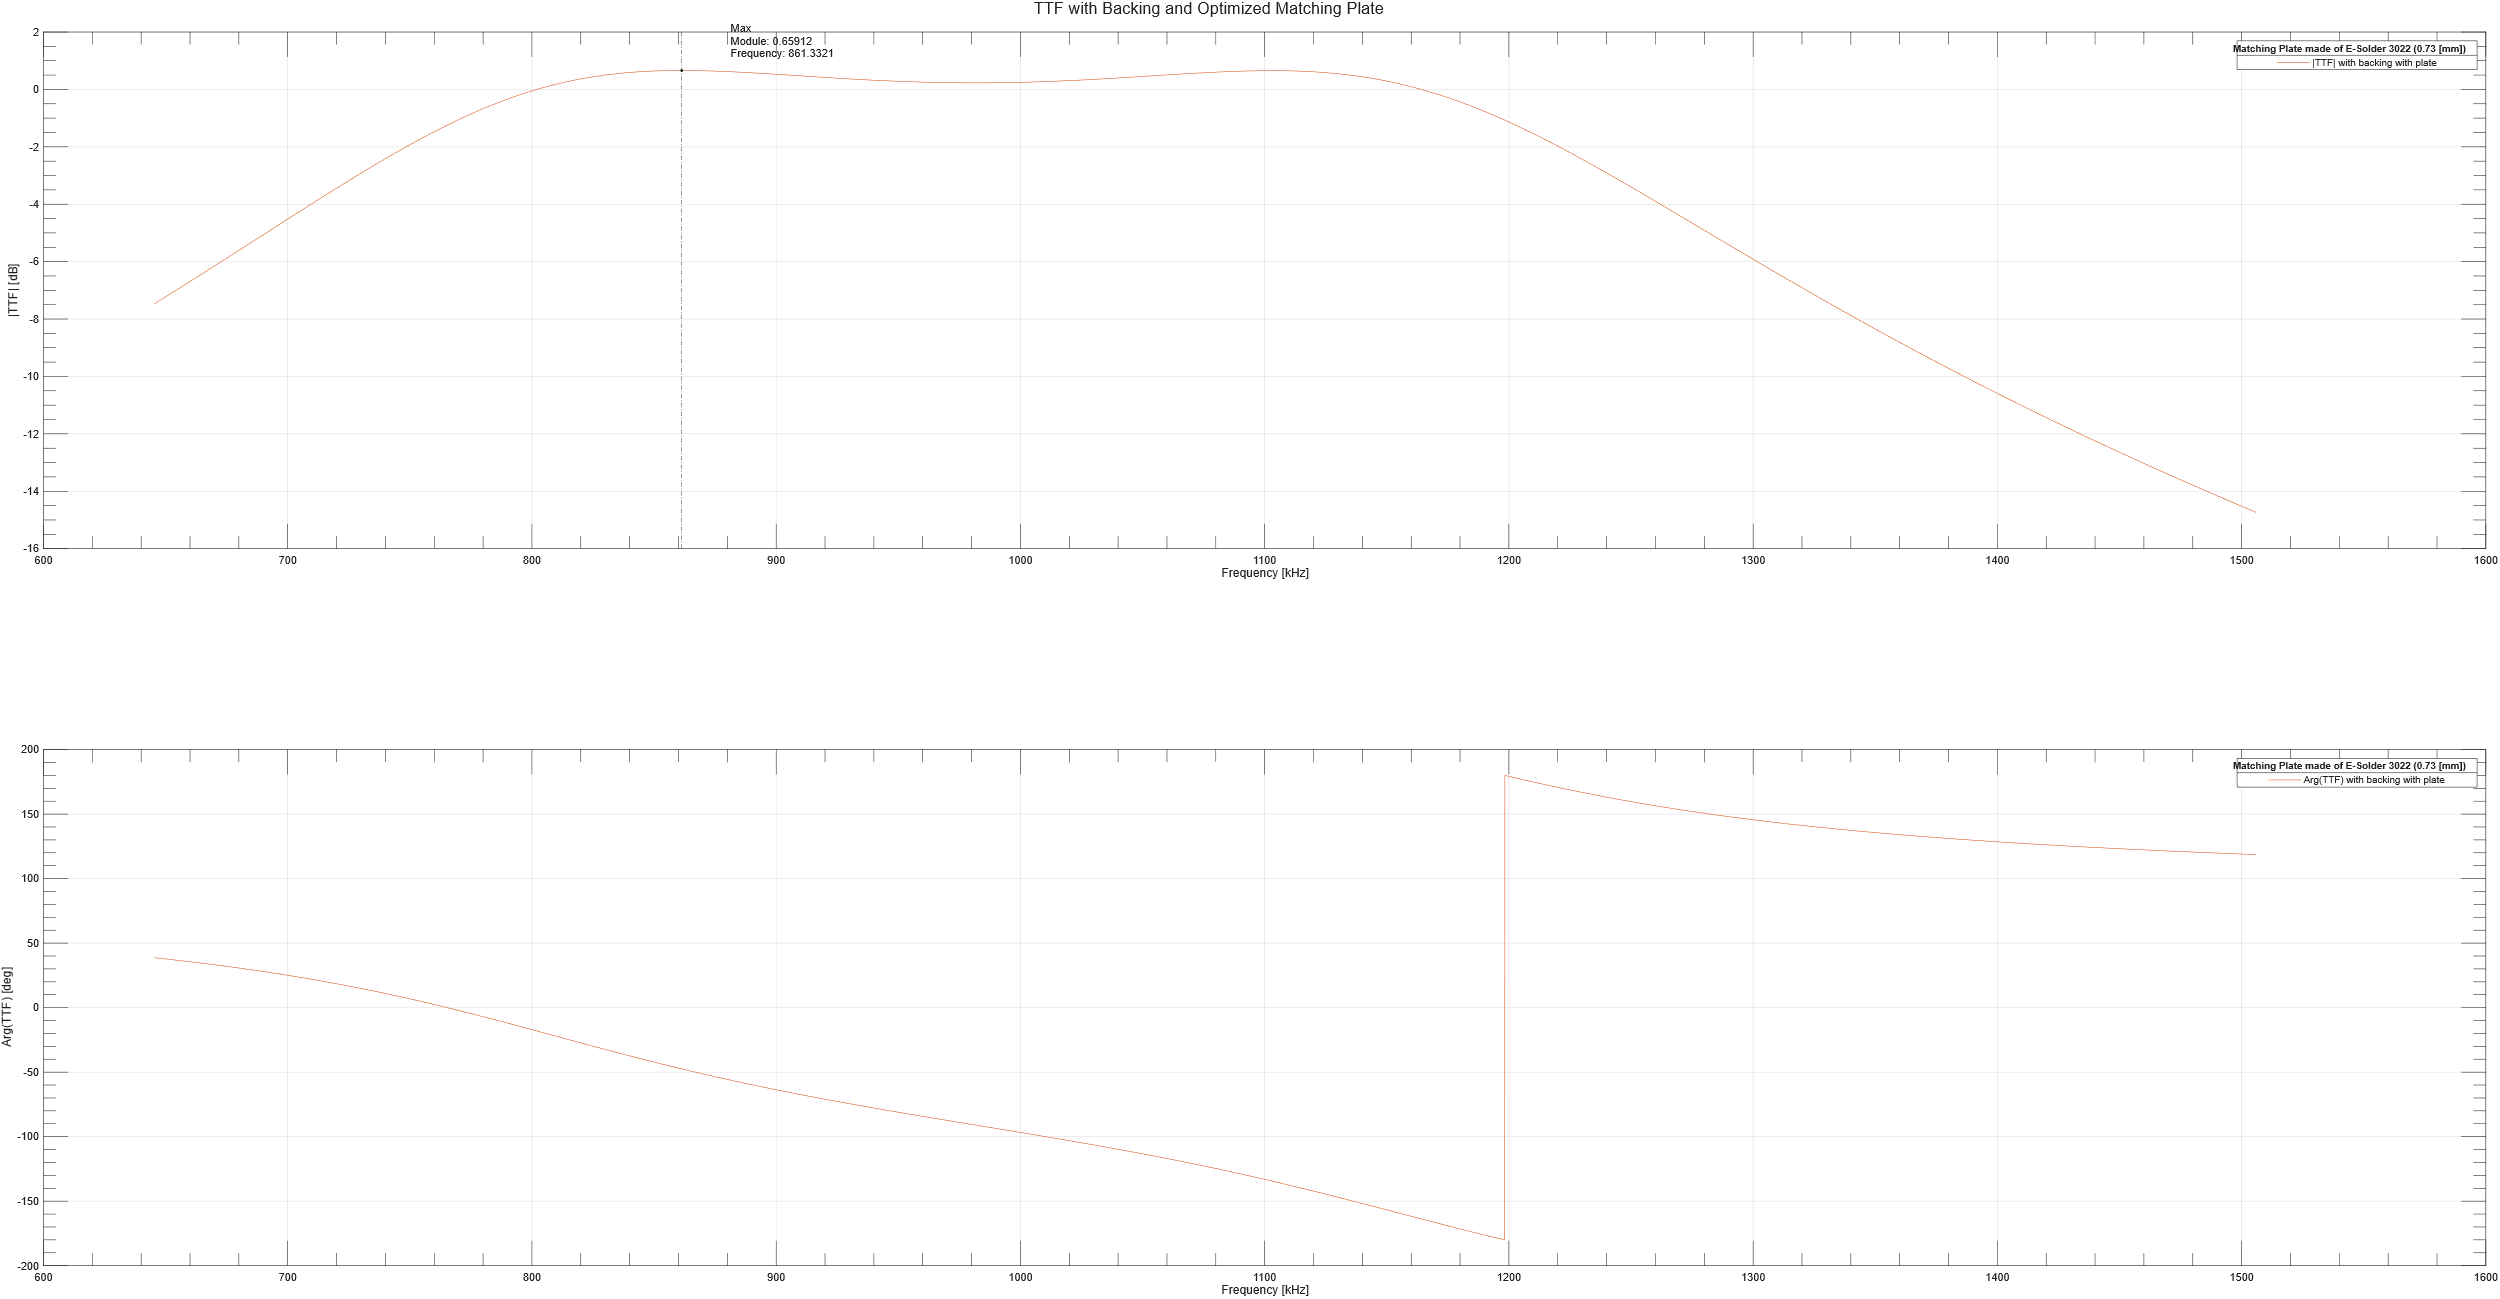 TTF with Backing and Optimized Matching Plate
Max
Module: 0.65912
Frequency: 861.3321
Matching Plate made of E-Solder 3022 (0.73 [mm])
|TTF| with backing with plate
|TTF| [dB]
2
0
-2
-4
-6
-8
-10
-12
-14
-16
600 700 800 900 1000 1100 1200 1300 1400 1500 1600
Frequency [kHz]
Matching Plate made of E-Solder 3022 (0.73 [mm])
Arg(TTF) with backing with plate
Arg(TTF) [deg]
200
150
100
50
0
-50
-100
-150
-200
600 700 800 900 1000 1100 1200 1300 1400 1500 1600
Frequency [kHz]